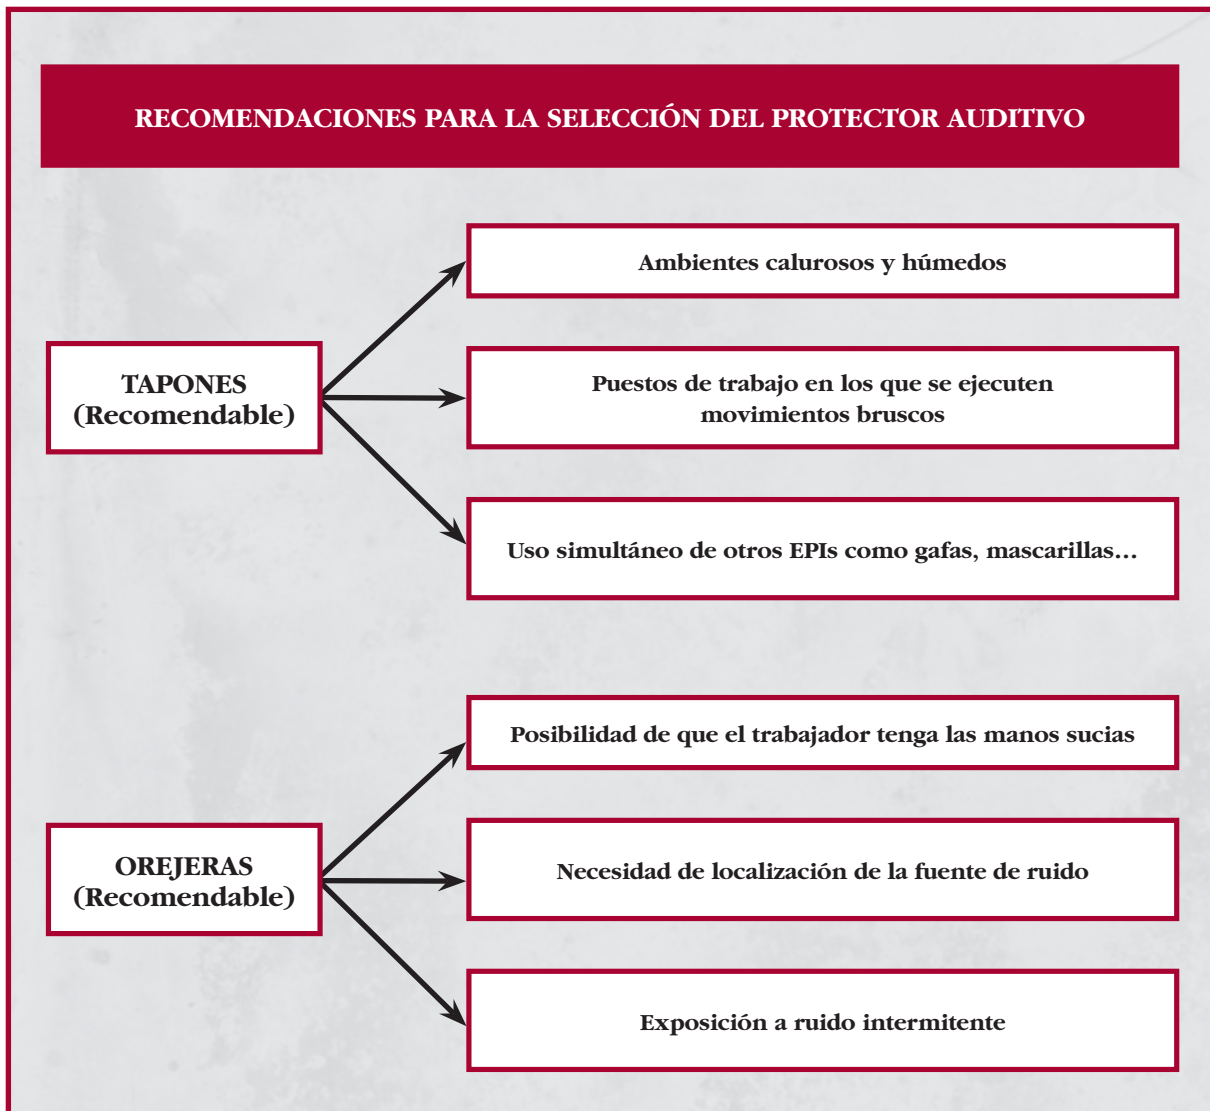 RECOMENDACIONES PARA LA SELECCIÓN DEL PROTECTOR AUDITIVO
TAPONES
(Recomendable)
Ambientes calurosos y húmedos
Puestos de trabajo en los que se ejecuten
movimientos bruscos
Uso simultáneo de otros EPIs como gafas, mascarillas…
OREJERAS
(Recomendable)
Posibilidad de que el trabajador tenga las manos sucias
Necesidad de localización de la fuente de ruido
Exposición a ruido intermitente